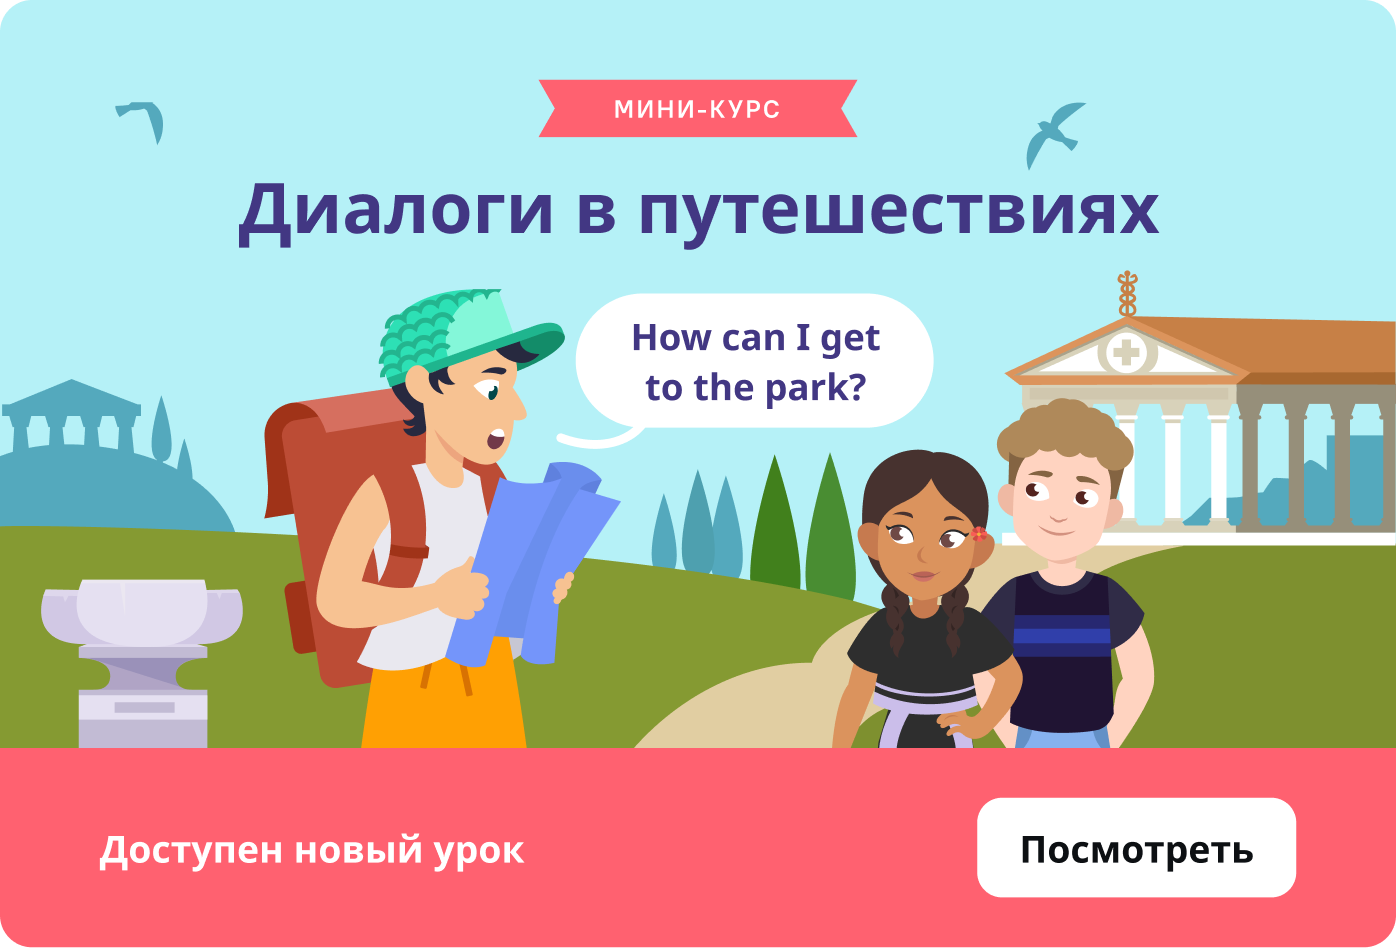 МИНИ-КУРС
Диалоги в путешествиях
How can I get
to the park?
Доступен новый урок
Посмотреть